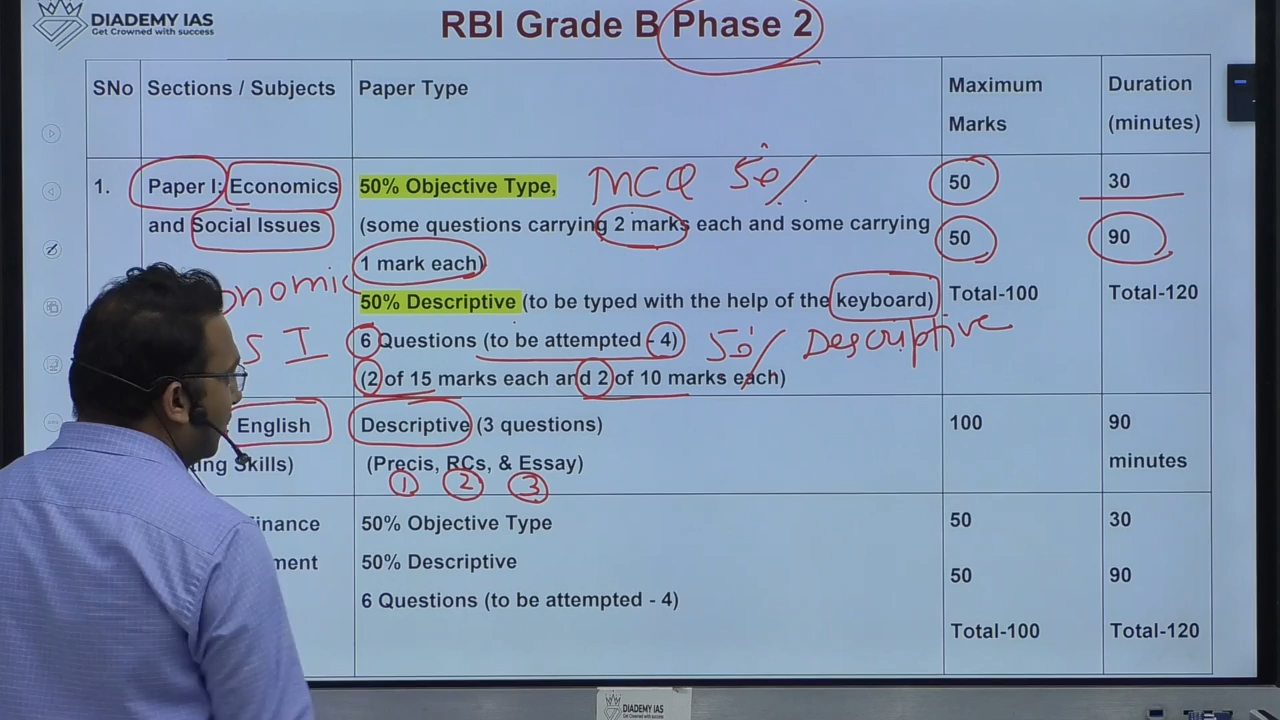 DIADEMY IAS
Get Crowned with success
RBI Grade B Phase 2
SNo
Sections / Subjects
Paper Type
Maximum
Marks
Duration
(minutes)
1.
Paper I: Economics
and Social Issues
50% Objective Type,
MCQ 50%
(some questions carrying 2 marks each and some carrying
1 mark each)
50% Descriptive (to be typed with the help of the keyboard)
6 Questions (to be attempted - 4)
50% Descriptive
(2 of 15 marks each and 2 of 10 marks each)
50
50
Total-100
30
90
Total-120
S I
English
Skills)
Descriptive (3 questions)
(Precis, RCs, & Essay)
1 2 3
100
90
minutes
50% Objective Type
50% Descriptive
6 Questions (to be attempted - 4)
50
50
Total-100
30
90
Total-120
DIADEMY IAS
Get Crowned with success